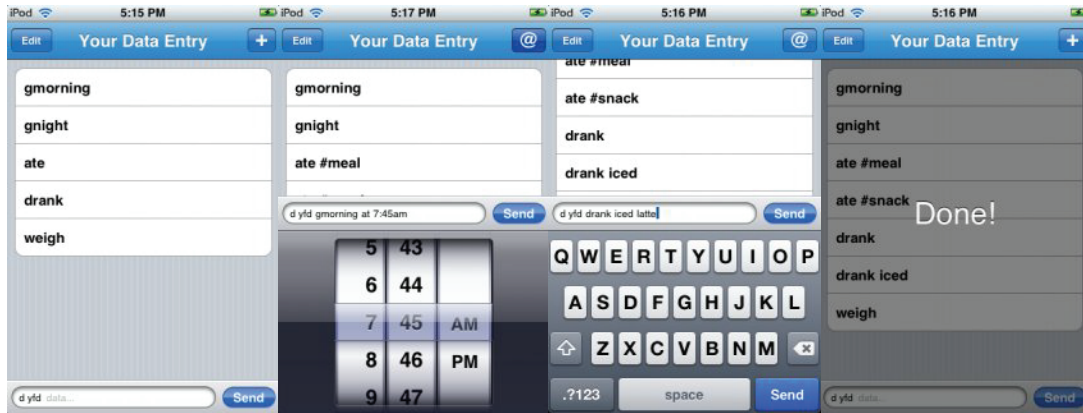 iPod 5:15 PM
Edit Your Data Entry +
gmorning
gnight
ate
drank
weigh
d yfd data... Send
iPod 5:17 PM
Edit Your Data Entry @
gmorning
gnight
ate #meal
d yfd gmorning at 7:45am Send
5 43
6 44
7 45 AM
8 46 PM
9 47
iPod 5:16 PM
Edit Your Data Entry @
ate #meal
ate #snack
drank
drank iced
d yfd drank iced latte Send
Q W E R T Y U I O P
A S D F G H J K L
Z X C V B N M
.?123 space Send
iPod 5:16 PM
Edit Your Data Entry +
gmorning
gnight
ate #meal
ate #snack
Done!
drank
drank iced
weigh
d yfd data... Send